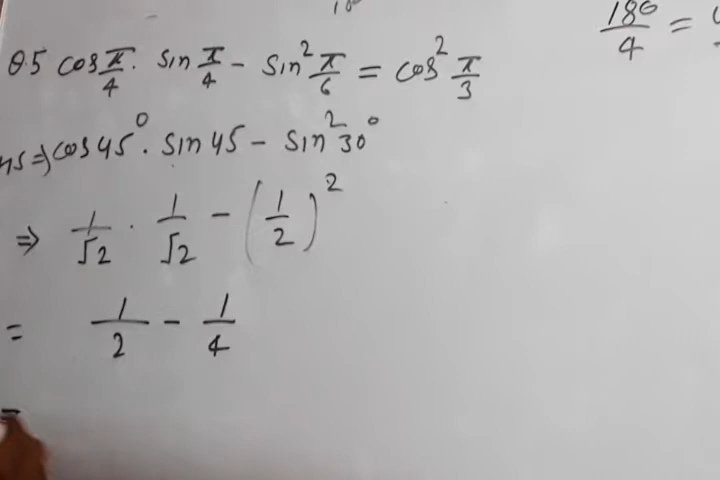 180/4 =
Q5 cos π/4 . sin π/4 - sin² π/6 = cos² π/3
ns ⇒ cos 45° . sin 45 - sin² 30°
⇒ 1/√2 . 1/√2 - (1/2)²
= 1/2 - 1/4
=